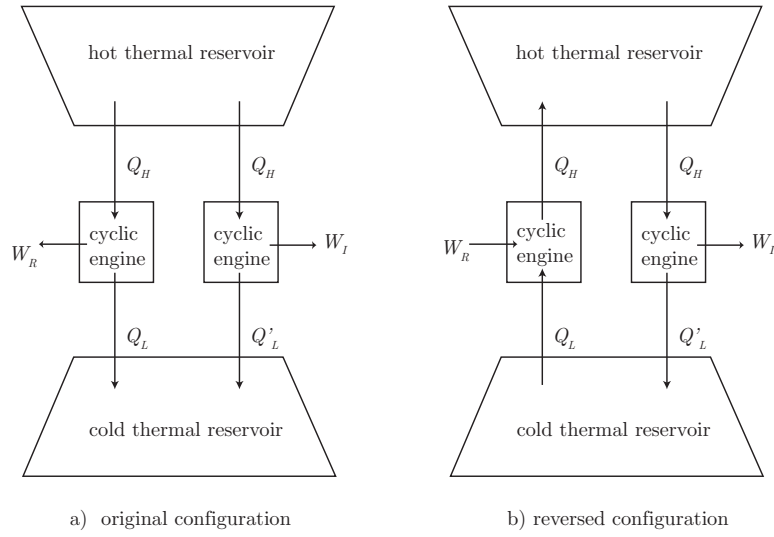 hot thermal reservoir
Q_H
Q_H
W_R
cyclic
engine
cyclic
engine
W_I
Q_L
Q’_L
cold thermal reservoir
a) original configuration
hot thermal reservoir
Q_H
Q_H
W_R
cyclic
engine
cyclic
engine
W_I
Q_L
Q’_L
cold thermal reservoir
b) reversed configuration